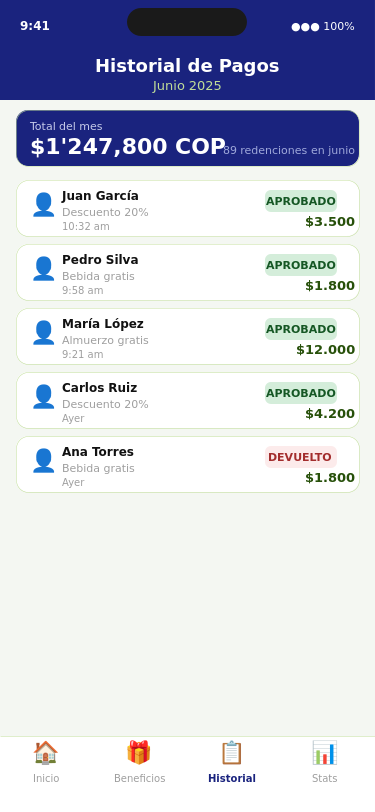 9:41
●●● 100%
Historial de Pagos
Junio 2025
Total del mes
$1'247,800 COP
89 redenciones en junio
Juan García
APROBADO
Descuento 20%
$3.500
10:32 am
Pedro Silva
APROBADO
Bebida gratis
$1.800
9:58 am
María López
APROBADO
Almuerzo gratis
$12.000
9:21 am
Carlos Ruiz
APROBADO
Descuento 20%
$4.200
Ayer
Ana Torres
DEVUELTO
Bebida gratis
$1.800
Ayer
Inicio
Beneficios
Historial
Stats